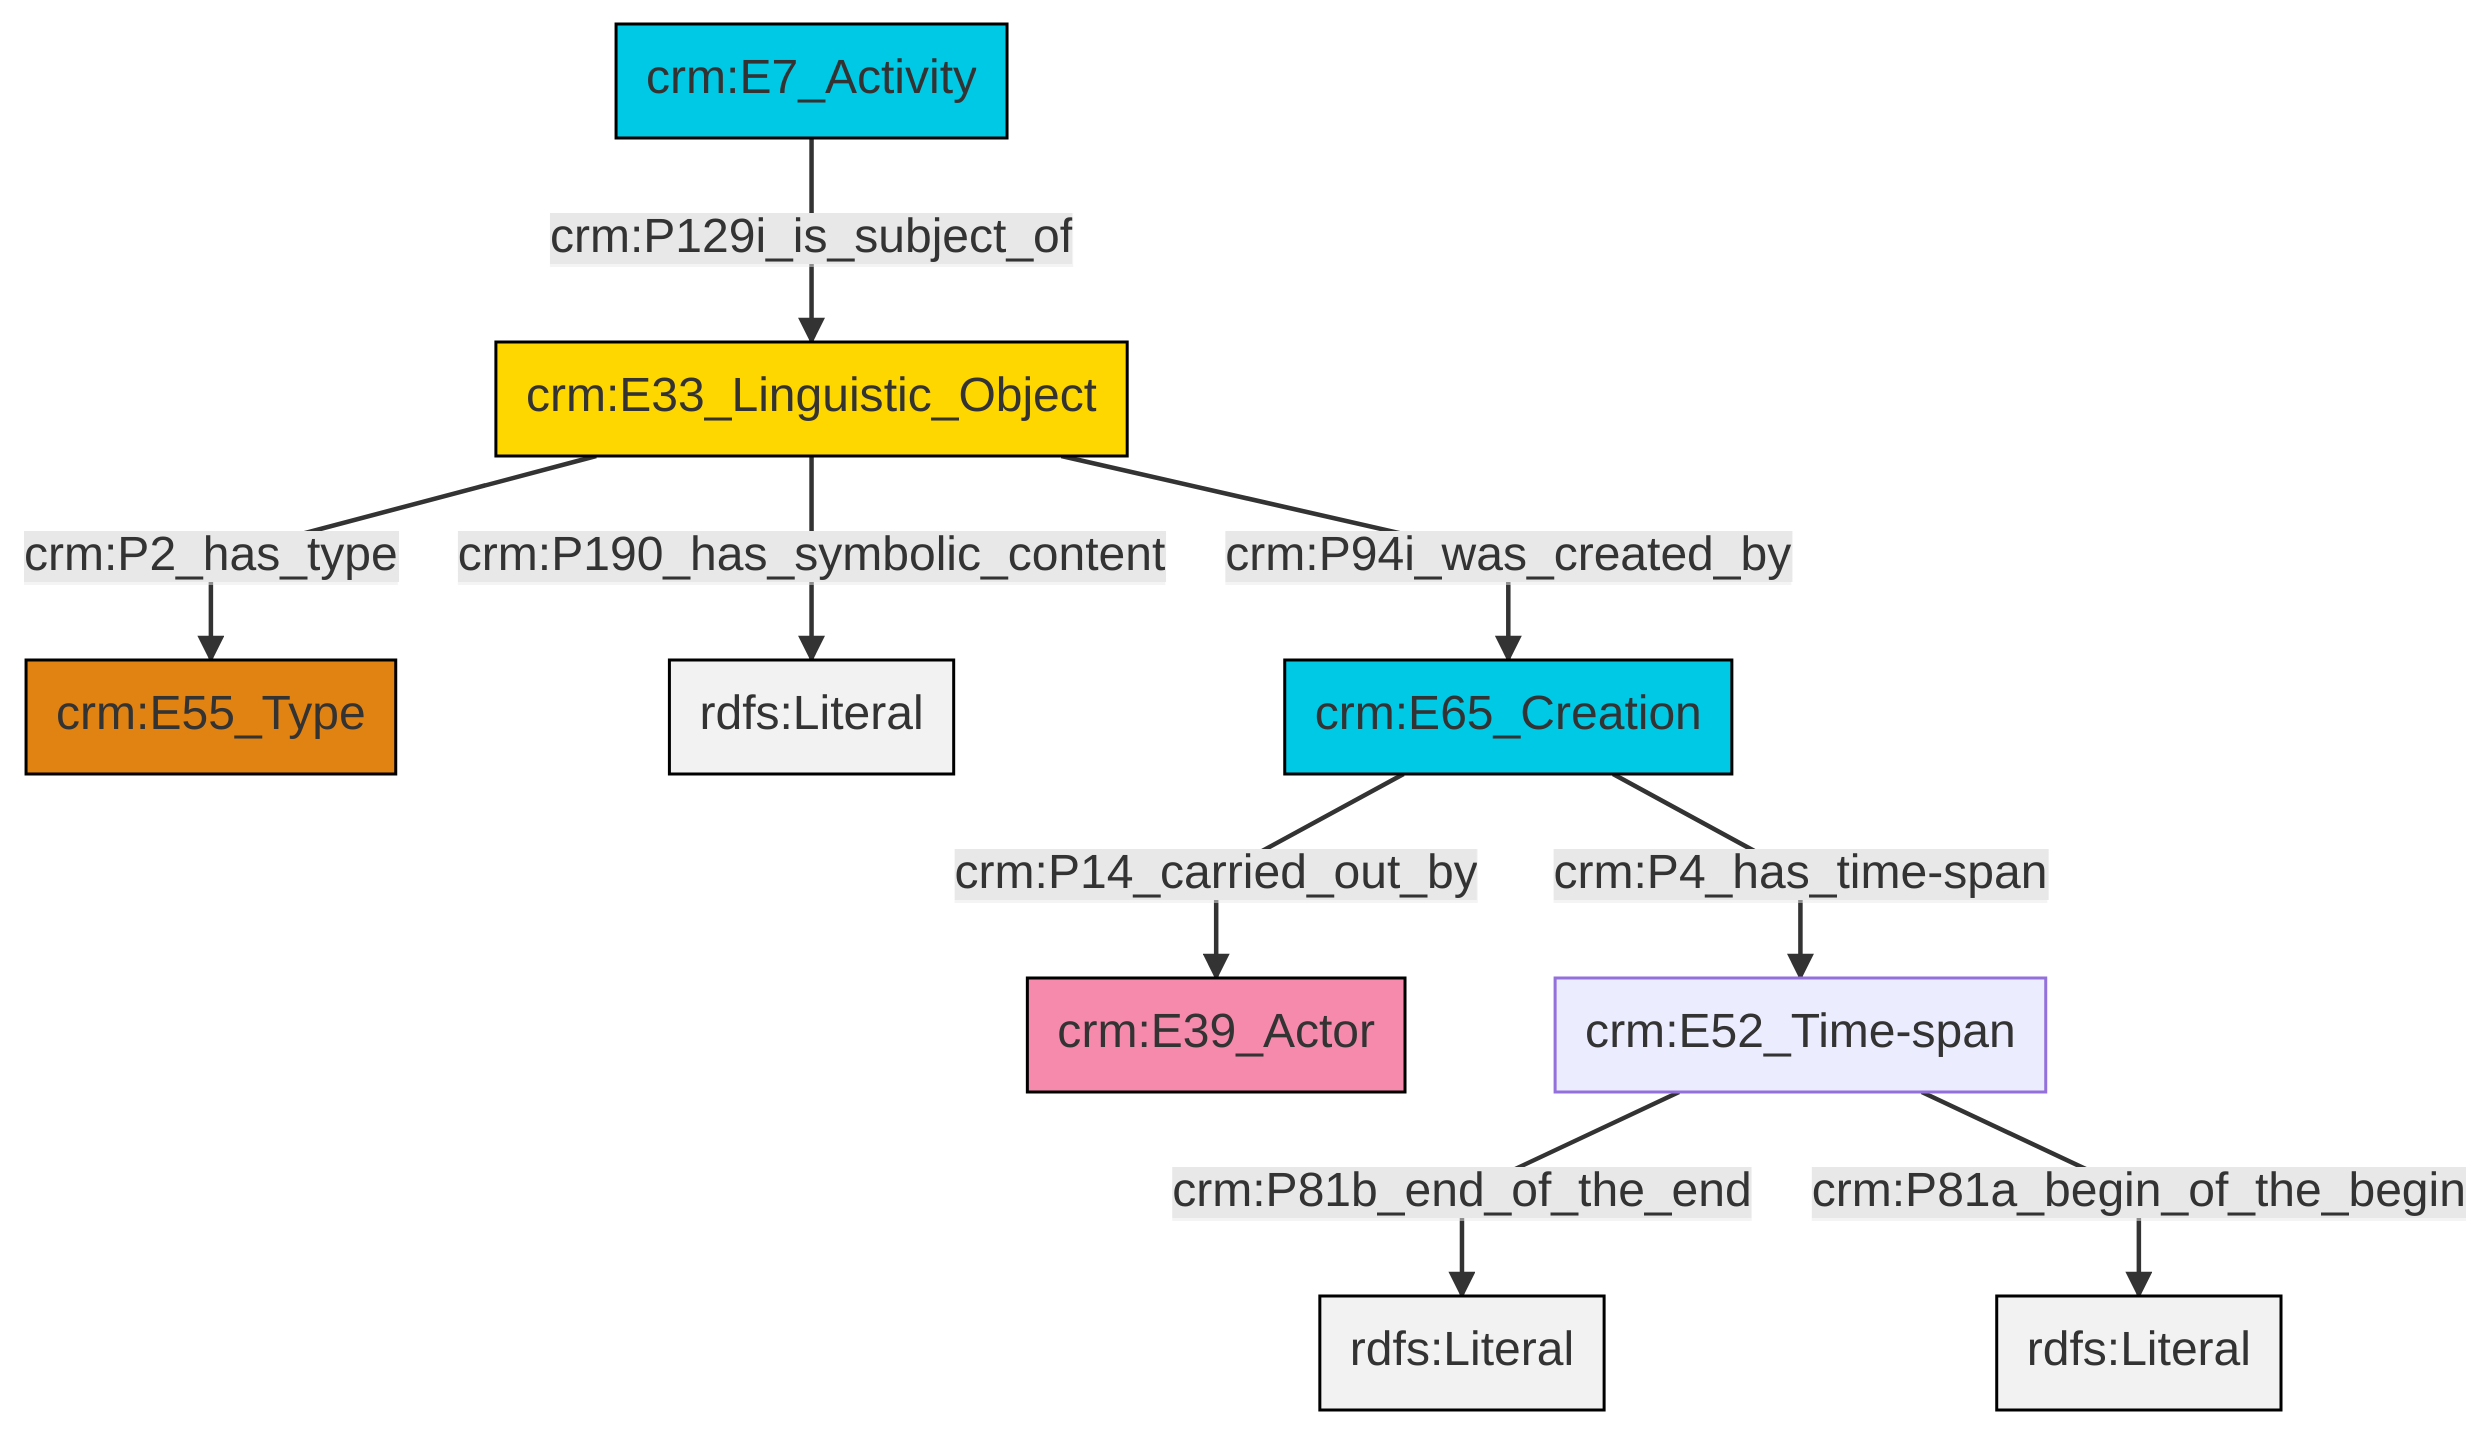 crm:E7_Activity
crm:P129i_is_subject_of
crm:E33_Linguistic_Object
crm:P2_has_type
crm:P190_has_symbolic_content
crm:P94i_was_created_by
crm:E55_Type
rdfs:Literal
crm:E65_Creation
crm:P14_carried_out_by
crm:P4_has_time-span
crm:E39_Actor
crm:E52_Time-span
crm:P81b_end_of_the_end
crm:P81a_begin_of_the_begin
rdfs:Literal
rdfs:Literal